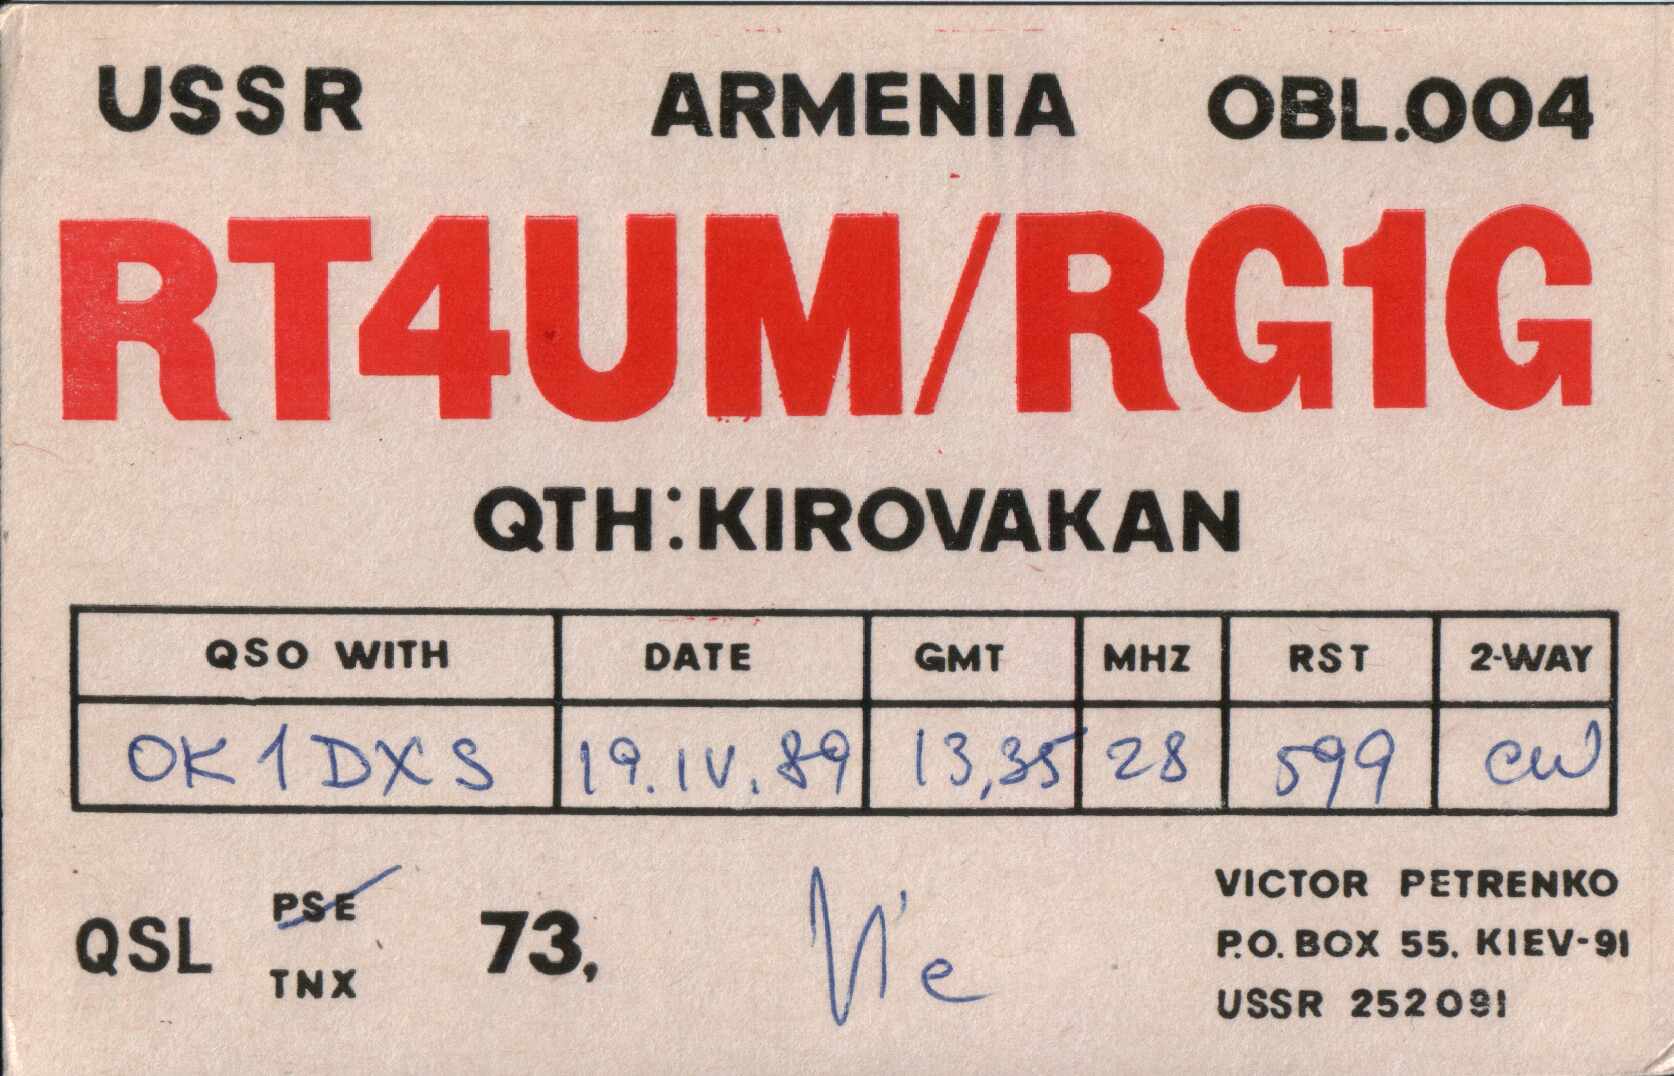 USSR ARMENIA OBL.004
RT4UM/RG1G
QTH:KIROVAKAN
QSO WITH DATE GMT MHZ RST 2-WAY
OK1DXS 19.IV.89 13,35 28 599 CW
QSL PSE TNX 73,
VICTOR PETRENKO
P.O. BOX 55. KIEV-91
USSR 252091